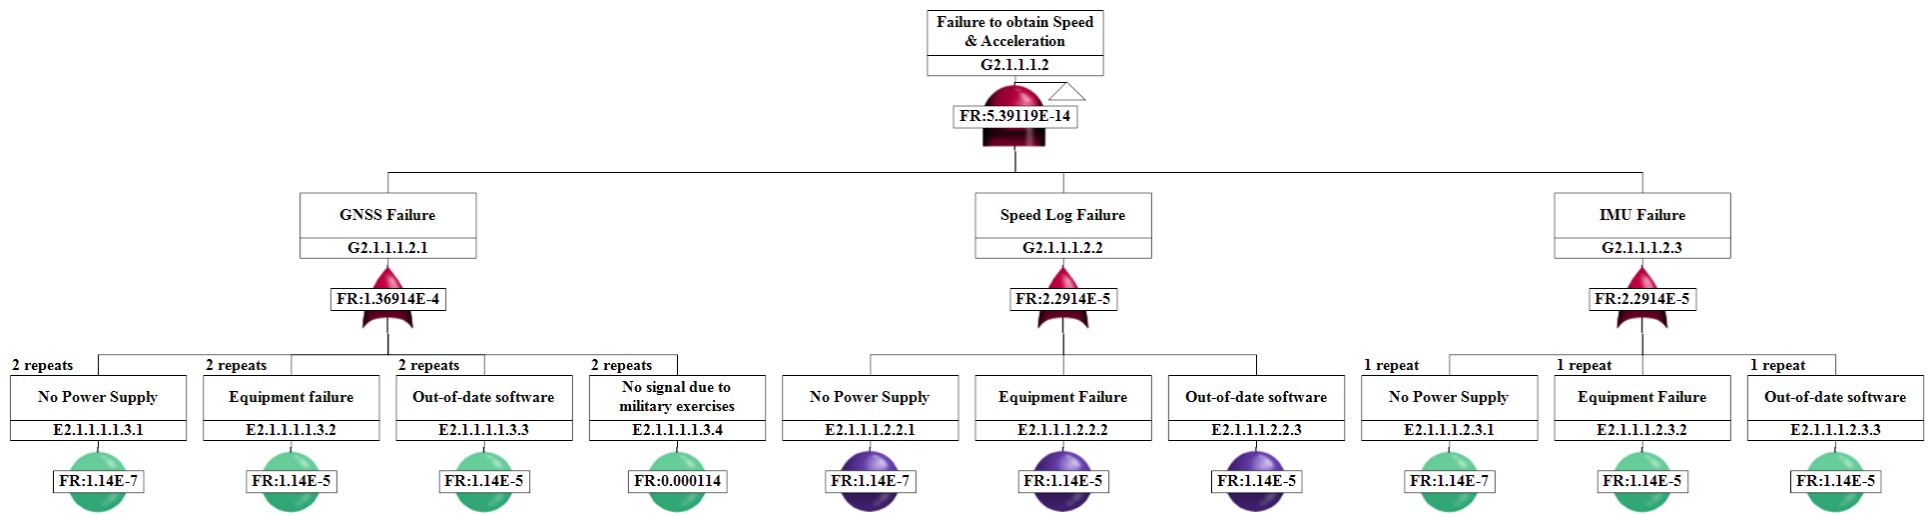 Failure to obtain Speed
& Acceleration
G2.1.1.1.2
FR:5.39119E-14
GNSS Failure
G2.1.1.1.2.1
FR:1.36914E-4
Speed Log Failure
G2.1.1.1.2.2
FR:2.2914E-5
IMU Failure
G2.1.1.1.2.3
FR:2.2914E-5
2 repeats
No Power Supply
E2.1.1.1.1.3.1
FR:1.14E-7
2 repeats
Equipment failure
E2.1.1.1.1.3.2
FR:1.14E-5
2 repeats
Out-of-date software
E2.1.1.1.1.3.3
FR:1.14E-5
2 repeats
No signal due to
military exercises
E2.1.1.1.1.3.4
FR:0.000114
No Power Supply
E2.1.1.1.2.2.1
FR:1.14E-7
Equipment Failure
E2.1.1.1.2.2.2
FR:1.14E-5
Out-of-date software
E2.1.1.1.2.2.3
FR:1.14E-5
1 repeat
No Power Supply
E2.1.1.1.2.3.1
FR:1.14E-7
1 repeat
Equipment Failure
E2.1.1.1.2.3.2
FR:1.14E-5
1 repeat
Out-of-date software
E2.1.1.1.2.3.3
FR:1.14E-5